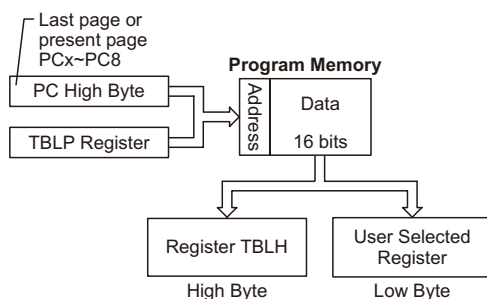 Last page or
present page
PCx~PC8
Program Memory
PC High Byte
TBLP Register
Address
Data
16 bits
Register TBLH
User Selected
Register
High Byte
Low Byte